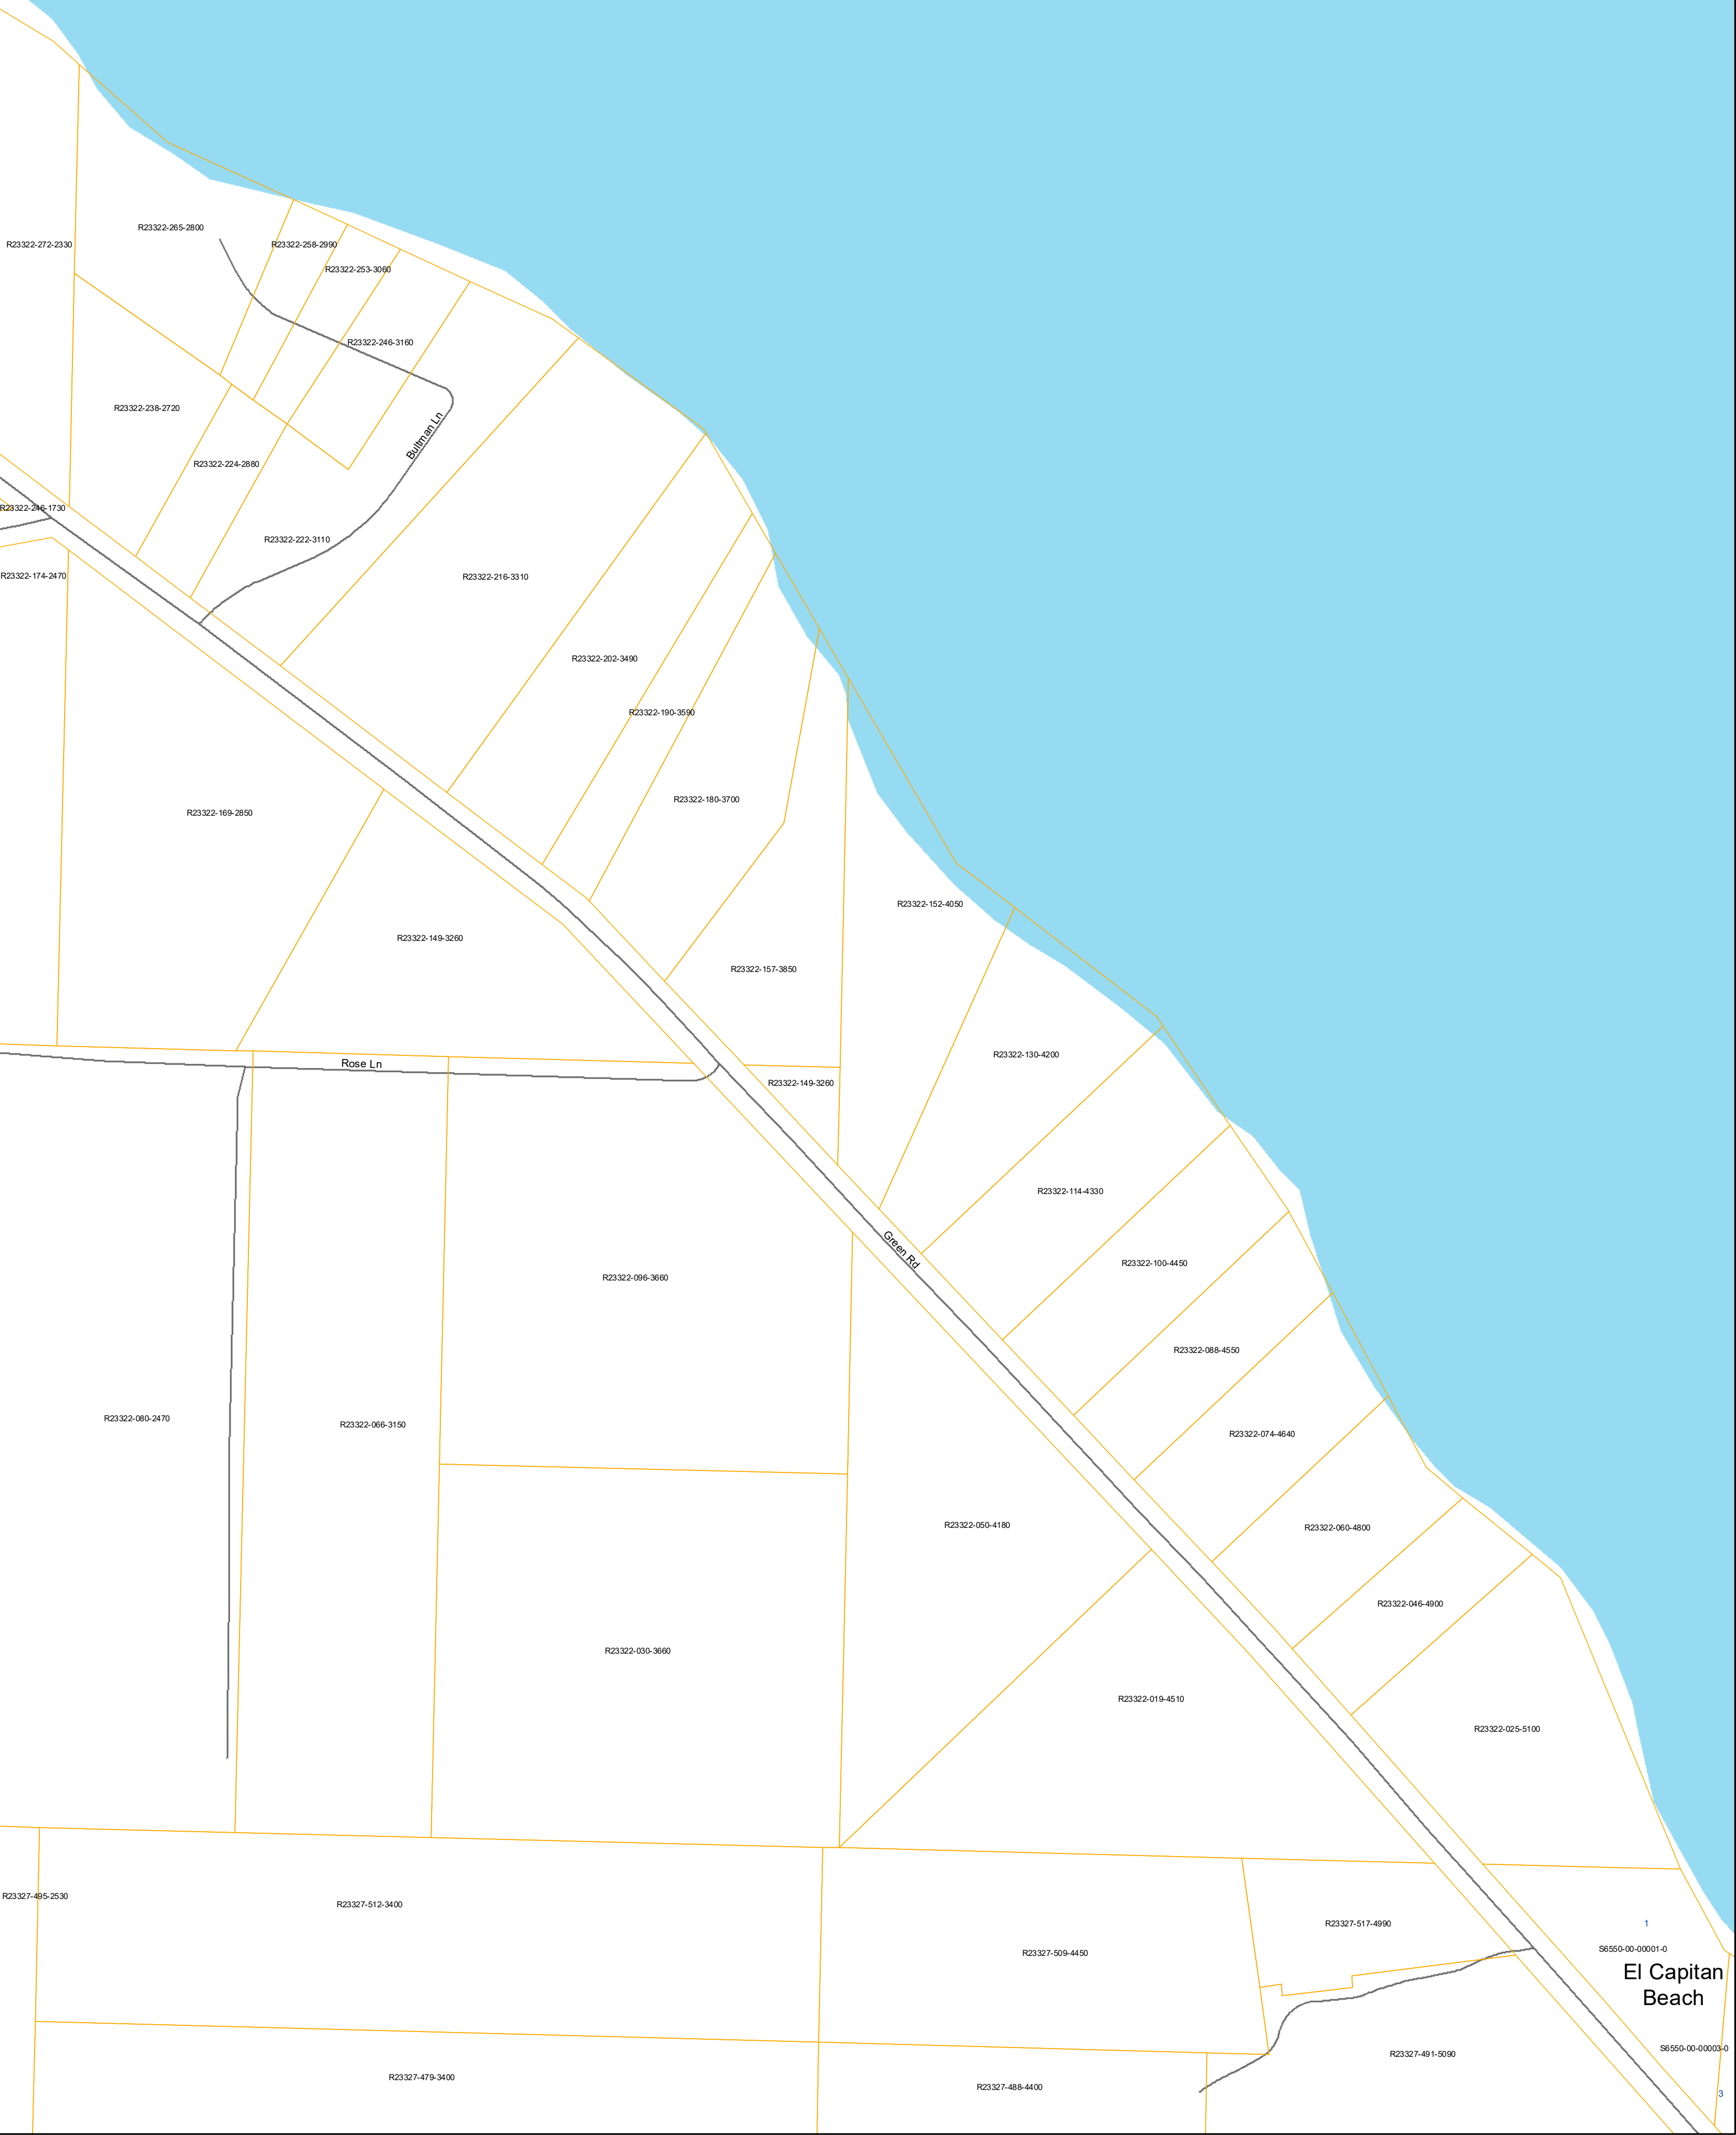 R23322-265-2800
R23322-272-2330
R23322-258-2990
R23322-253-3060
R23322-246-3160
R23322-238-2720
Bultman Ln
R23322-224-2880
R23322-246-1730
R23322-222-3110
R23322-174-2470
R23322-216-3310
R23322-202-3490
R23322-190-3590
R23322-180-3700
R23322-169-2850
R23322-152-4050
R23322-149-3260
R23322-157-3850
R23322-130-4200
Rose Ln
R23322-149-3260
R23322-114-4330
Green Rd
R23322-100-4450
R23322-096-3660
R23322-088-4550
R23322-080-2470
R23322-066-3150
R23322-074-4640
R23322-050-4180
R23322-060-4800
R23322-046-4900
R23322-030-3660
R23322-019-4510
R23322-025-5100
R23327-495-2530
R23327-512-3400
R23327-517-4990
1
S6550-00-00001-0
R23327-509-4450
El Capitan
Beach
S6550-00-00003-0
R23327-491-5090
R23327-479-3400
R23327-488-4400
3